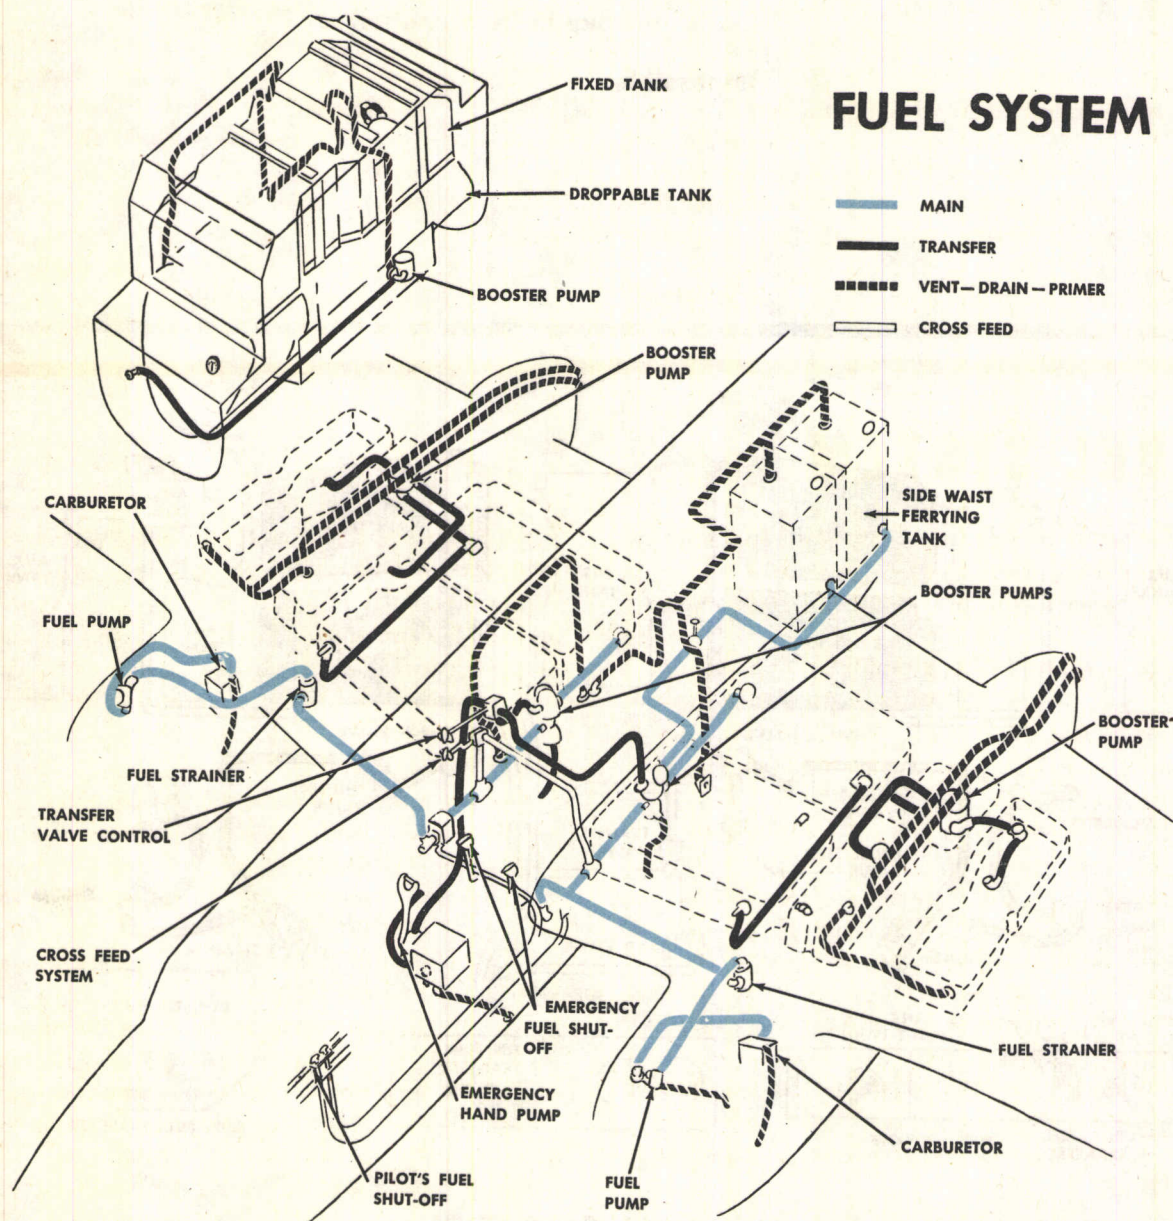 FUEL SYSTEM
MAIN
TRANSFER
VENT—DRAIN—PRIMER
CROSS FEED
FIXED TANK
DROPPABLE TANK
BOOSTER PUMP
BOOSTER
PUMP
CARBURETOR
SIDE WAIST
FERRYING
TANK
BOOSTER PUMPS
FUEL PUMP
BOOSTER
PUMP
FUEL STRAINER
TRANSFER
VALVE CONTROL
CROSS FEED
SYSTEM
EMERGENCY
FUEL SHUT-
OFF
FUEL STRAINER
EMERGENCY
HAND PUMP
CARBURETOR
PILOT'S FUEL
SHUT-OFF
FUEL
PUMP